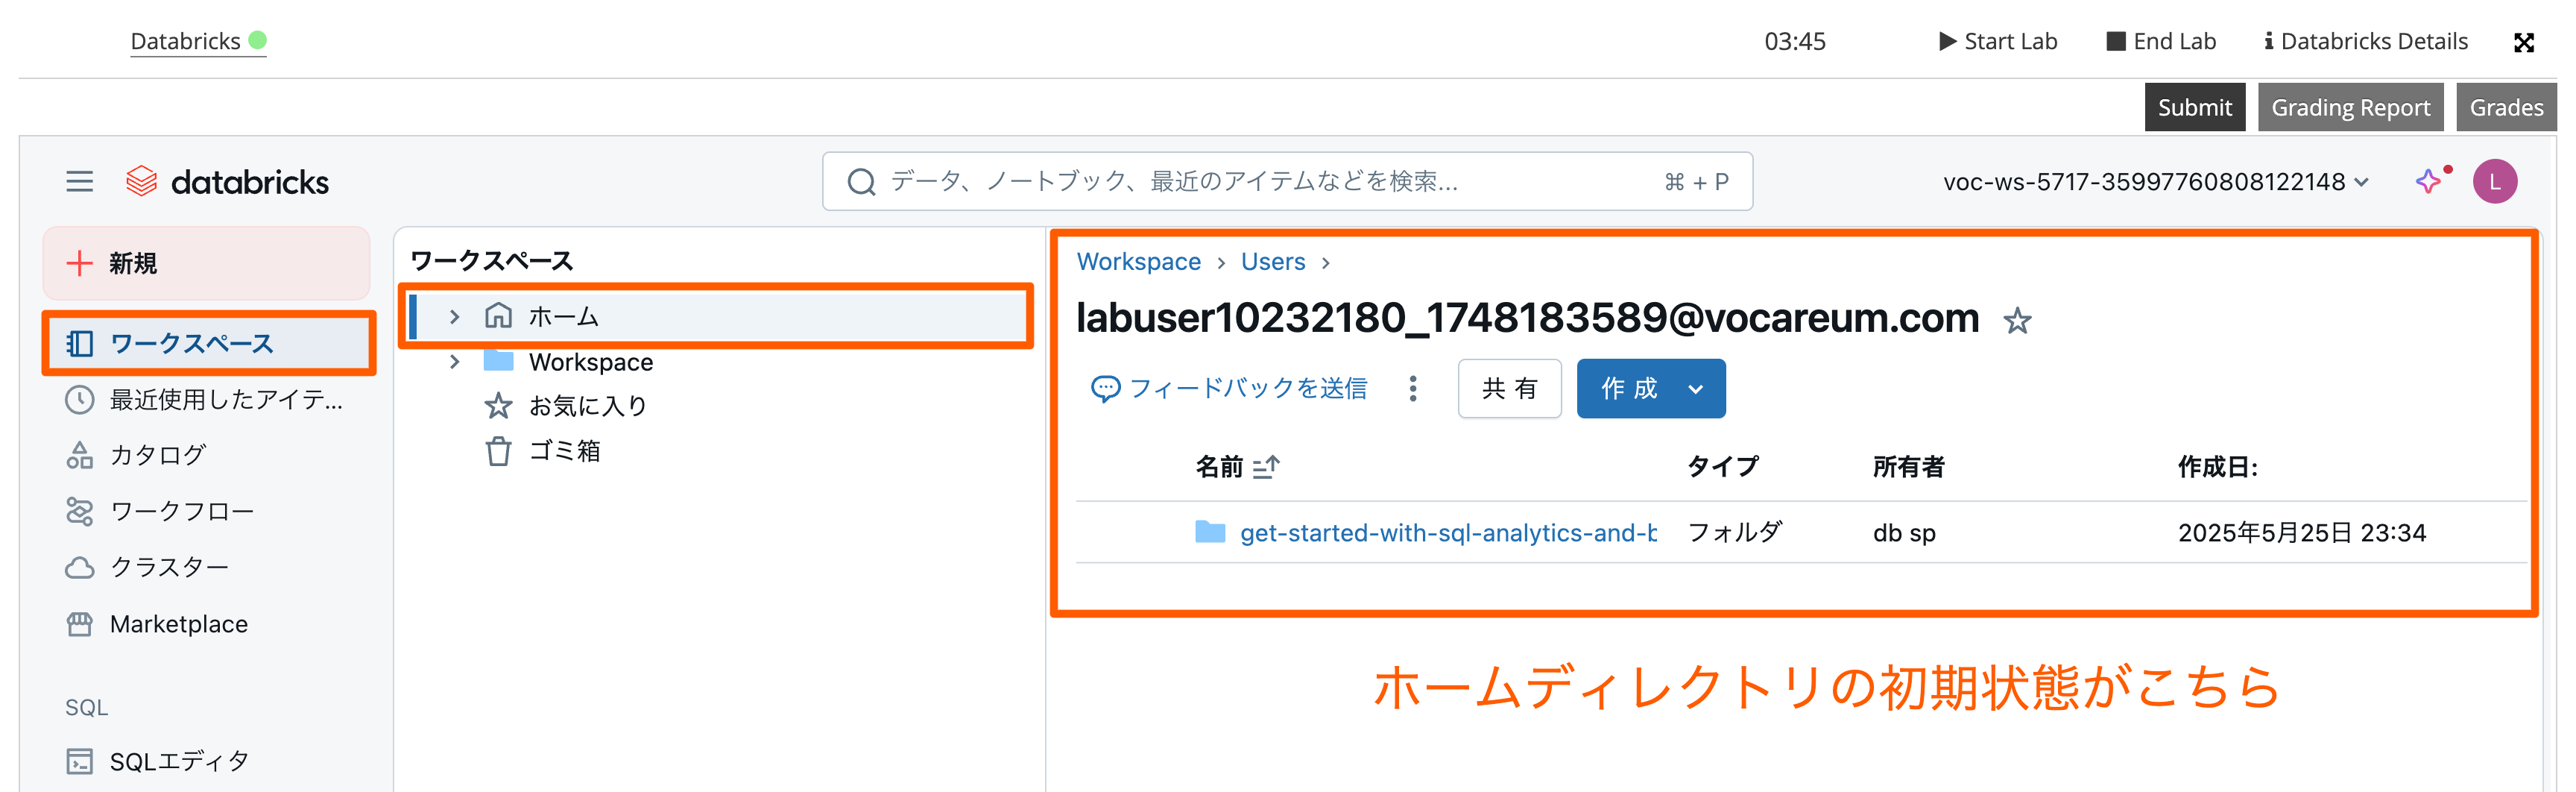 Databricks
03:45
Start Lab
End Lab
Databricks Details
Submit
Grading Report
Grades
databricks
データ、ノートブック、最近のアイテムなどを検索...
⌘ + P
voc-ws-5717-35997760808122148
L
新規
ワークスペース
最近使用したアイテ...
カタログ
ワークフロー
クラスター
Marketplace
SQL
SQLエディタ
ワークスペース
ホーム
Workspace
お気に入り
ゴミ箱
Workspace › Users ›
labuser10232180_1748183589@vocareum.com
フィードバックを送信
共有
作成
名前 タイプ 所有者 作成日:
get-started-with-sql-analytics-and-b フォルダ db sp 2025年5月25日 23:34
ホームディレクトリの初期状態がこちら